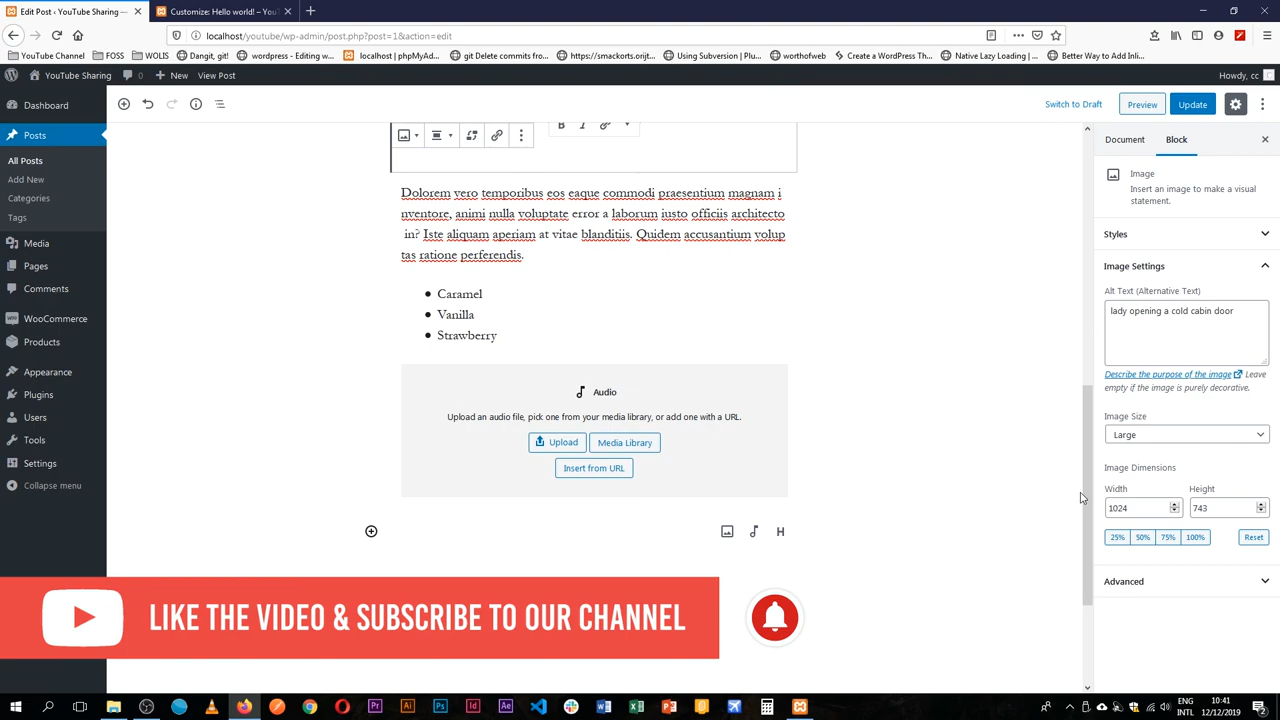 Edit Post ‹ YouTube Sharing —
Customize: Hello world! – You
localhost/youtube/wp-admin/post.php?post=1&action=edit
YouTube Channel
FOSS
WOLIS
Dangit, git!
wordpress - Editing w...
localhost | phpMyAd...
git Delete commits fro...
https://smackorts.orijt...
Using Subversion | Plu...
worthofweb
Create a WordPress Th...
Native Lazy Loading | ...
Better Way to Add Inli...
YouTube Sharing
0
New
View Post
Howdy, cc
Dashboard
Posts
All Posts
Add New
Categories
Tags
Media
Pages
Comments
WooCommerce
Products
Appearance
Plugins
Users
Tools
Settings
Collapse menu
Switch to Draft
Preview
Update
B I
Dolorem vero temporibus eos eaque commodi praesentium magnam i
nventore, animi nulla voluptate error a laborum iusto officiis architecto
in? Iste aliquam aperiam at vitae blanditiis. Quidem accusantium volup
tas ratione perferendis.
Caramel
Vanilla
Strawberry
Audio
Upload an audio file, pick one from your media library, or add one with a URL.
Upload
Media Library
Insert from URL
H
Document
Block
Image
Insert an image to make a visual
statement.
Styles
Image Settings
Alt Text (Alternative Text)
lady opening a cold cabin door
Describe the purpose of the image Leave
empty if the image is purely decorative.
Image Size
Large
Image Dimensions
Width
Height
1024
743
25%
50%
75%
100%
Reset
Advanced
LIKE THE VIDEO & SUBSCRIBE TO OUR CHANNEL
Pr
Ai
Ps
Id
Ae
ENG
INTL
10:41
12/12/2019